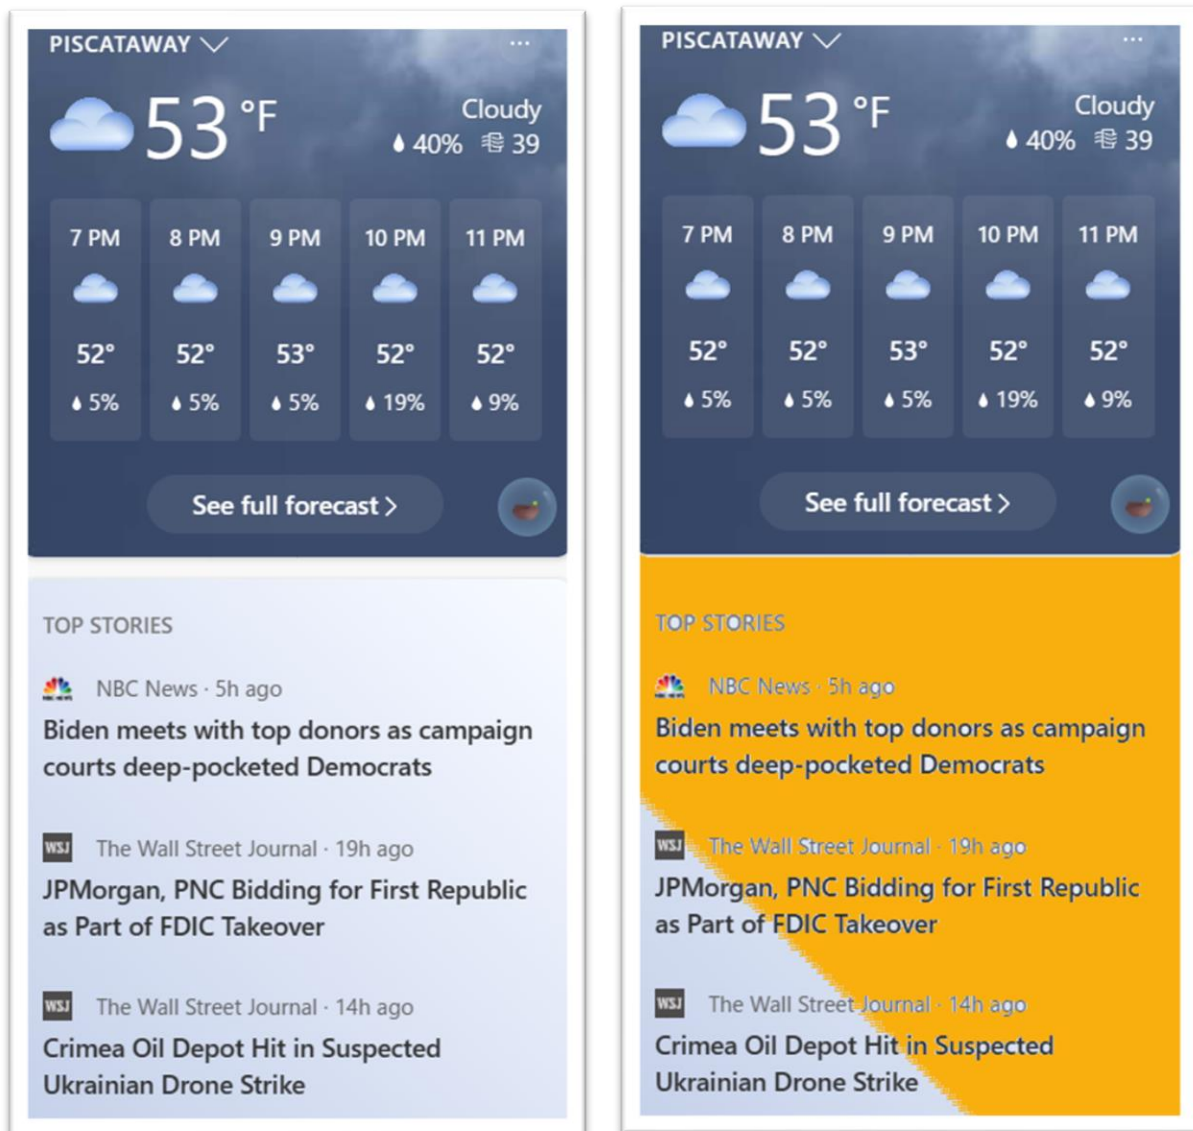 PISCATAWAY
53 °F
Cloudy
40% 39
7 PM 8 PM 9 PM 10 PM 11 PM
52° 52° 53° 52° 52°
5% 5% 5% 19% 9%
See full forecast >
TOP STORIES
NBC News · 5h ago
Biden meets with top donors as campaign
courts deep-pocketed Democrats
WSJ The Wall Street Journal · 19h ago
JPMorgan, PNC Bidding for First Republic
as Part of FDIC Takeover
WSJ The Wall Street Journal · 14h ago
Crimea Oil Depot Hit in Suspected
Ukrainian Drone Strike
PISCATAWAY
53 °F
Cloudy
40% 39
7 PM 8 PM 9 PM 10 PM 11 PM
52° 52° 53° 52° 52°
5% 5% 5% 19% 9%
See full forecast >
TOP STORIES
NBC News · 5h ago
Biden meets with top donors as campaign
courts deep-pocketed Democrats
WSJ The Wall Street Journal · 19h ago
JPMorgan, PNC Bidding for First Republic
as Part of FDIC Takeover
WSJ The Wall Street Journal · 14h ago
Crimea Oil Depot Hit in Suspected
Ukrainian Drone Strike